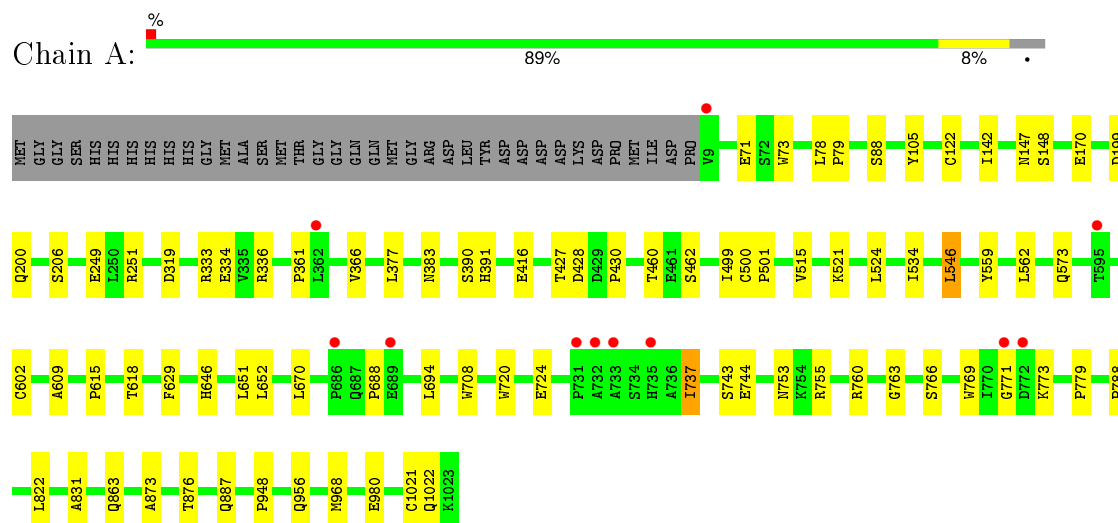 %
Chain A:
89% 8% •
MET GLY GLY SER HIS HIS HIS HIS HIS HIS GLY MET ALA SER MET THR GLY GLY GLN GLN MET GLY ARG ASP LEU TYR ASP ASP ASP ASP LYS ASP PRO MET ILE ASP PRO V9 E71 S72 W73 L78 P79 S88 Y105 C122 I142 N147 S148 E170 D199
Q200 S206 E249 L250 R251 D319 R333 E334 V335 R336 P361 L362 V366 L377 N383 S390 H391 E416 T427 D428 D429 P430 T460 E461 S462 I499 C500 P501 V515 K521 L524 I534 L546 Y559 L562 Q573 T595
C602 A609 P615 T618 F629 H646 L651 L652 L670 P686 Q687 P688 E689 L694 W708 W720 E724 P731 A732 A733 S734 H735 A736 I737 S743 E744 N753 K754 R755 R760 G763 S766 W769 I770 G771 D772 K773 P779
L822 A831 Q863 A873 T876 Q887 P948 Q956 M968 E980 C1021 Q1022 K1023